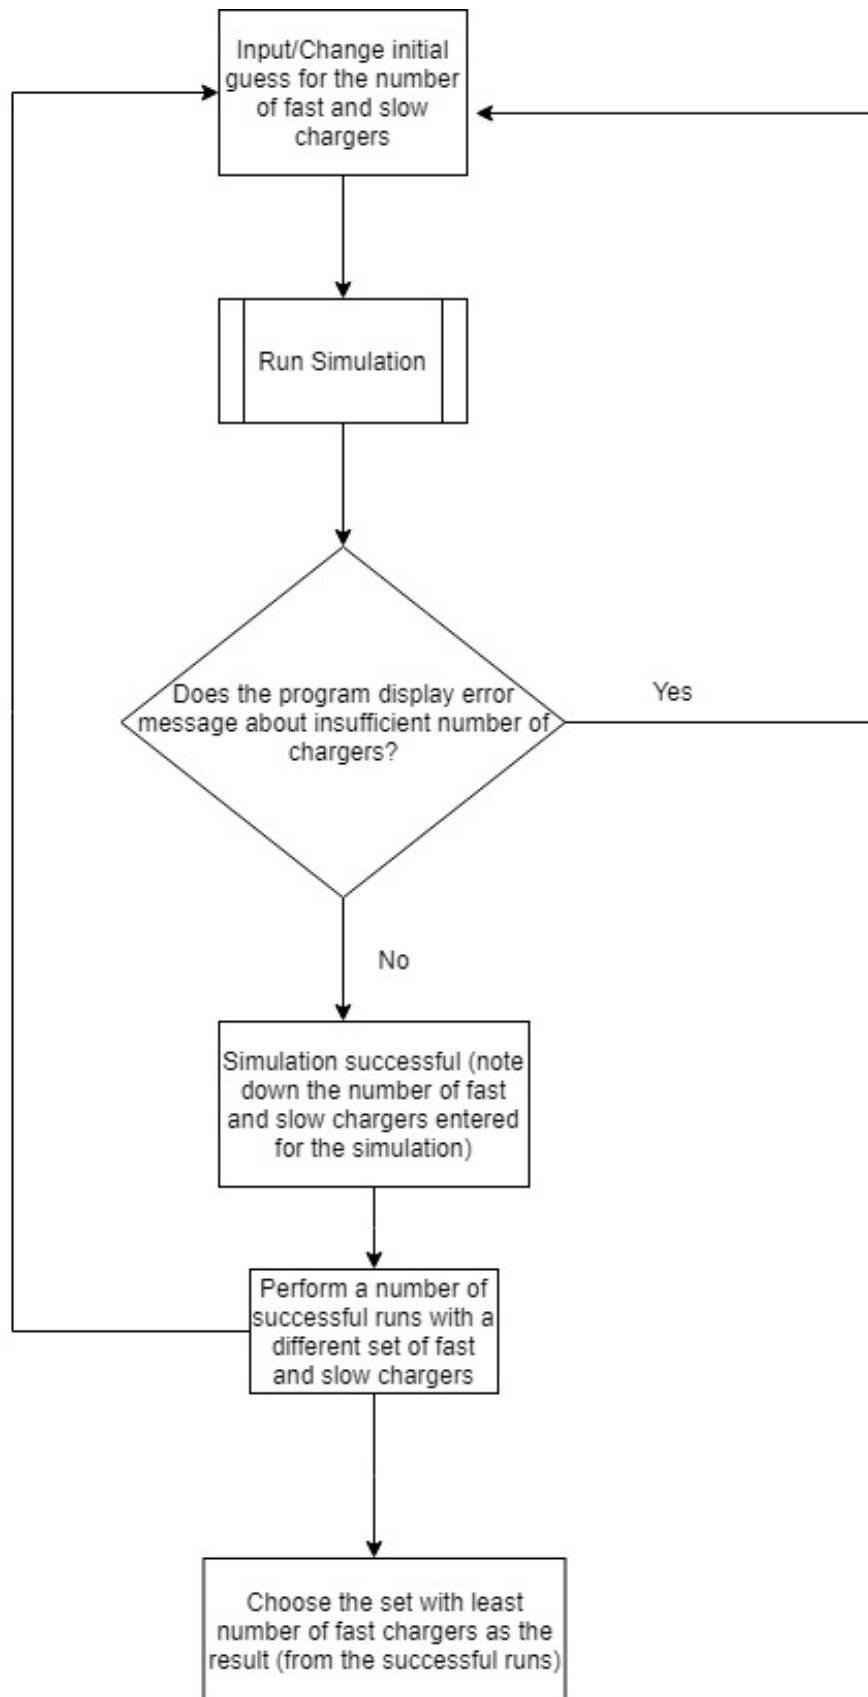 Input/Change initial
guess for the number
of fast and slow
chargers
Run Simulation
Does the program display error
message about insufficient number of
chargers?
Yes
No
Simulation successful (note
down the number of fast
and slow chargers entered
for the simulation)
Perform a number of
successful runs with a
different set of fast
and slow chargers
Choose the set with least
number of fast chargers as the
result (from the successful runs)